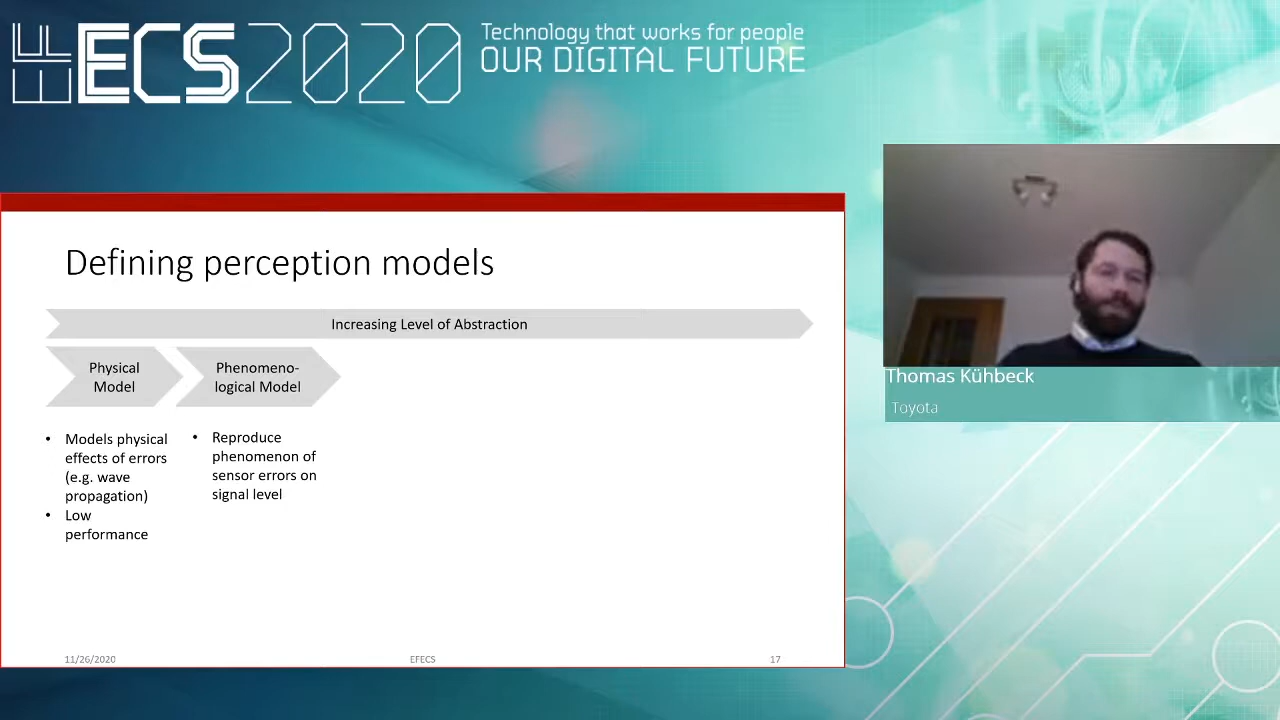 EFECS2020
Technology that works for people
OUR DIGITAL FUTURE
Defining perception models
Increasing Level of Abstraction
Physical
Model
Phenomeno-
logical Model
• Models physical
effects of errors
(e.g. wave
propagation)
• Low
performance
• Reproduce
phenomenon of
sensor errors on
signal level
11/26/2020
EFECS
17
Thomas Kühbeck
Toyota